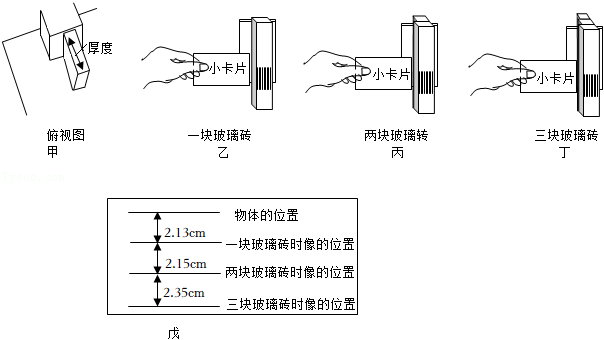 厚度
俯视图
甲
小卡片
一块玻璃砖
乙
小卡片
两块玻璃转
丙
小卡片
三块玻璃砖
丁
物体的位置
2.13cm
一块玻璃砖时像的位置
2.15cm
两块玻璃砖时像的位置
2.35cm
三块玻璃砖时像的位置
戊